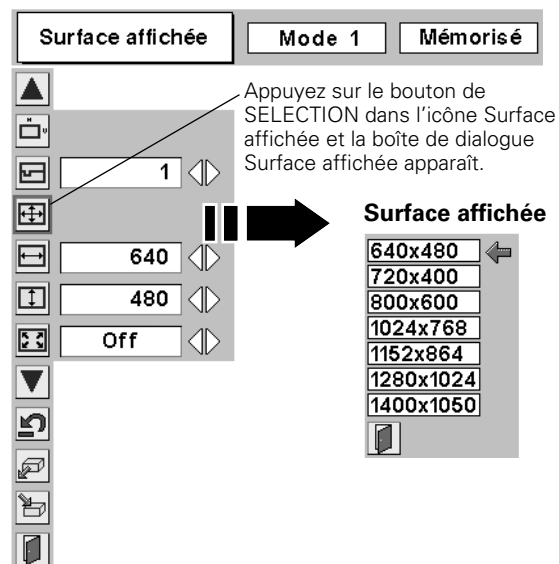 Surface affichée
Mode 1
Mémorisé
Appuyez sur le bouton de
SELECTION dans l'icône Surface
affichée et la boîte de dialogue
Surface affichée apparaît.
H
v
1
640
480
Off
Surface affichée
640x480
720x400
800x600
1024x768
1152x864
1280x1024
1400x1050